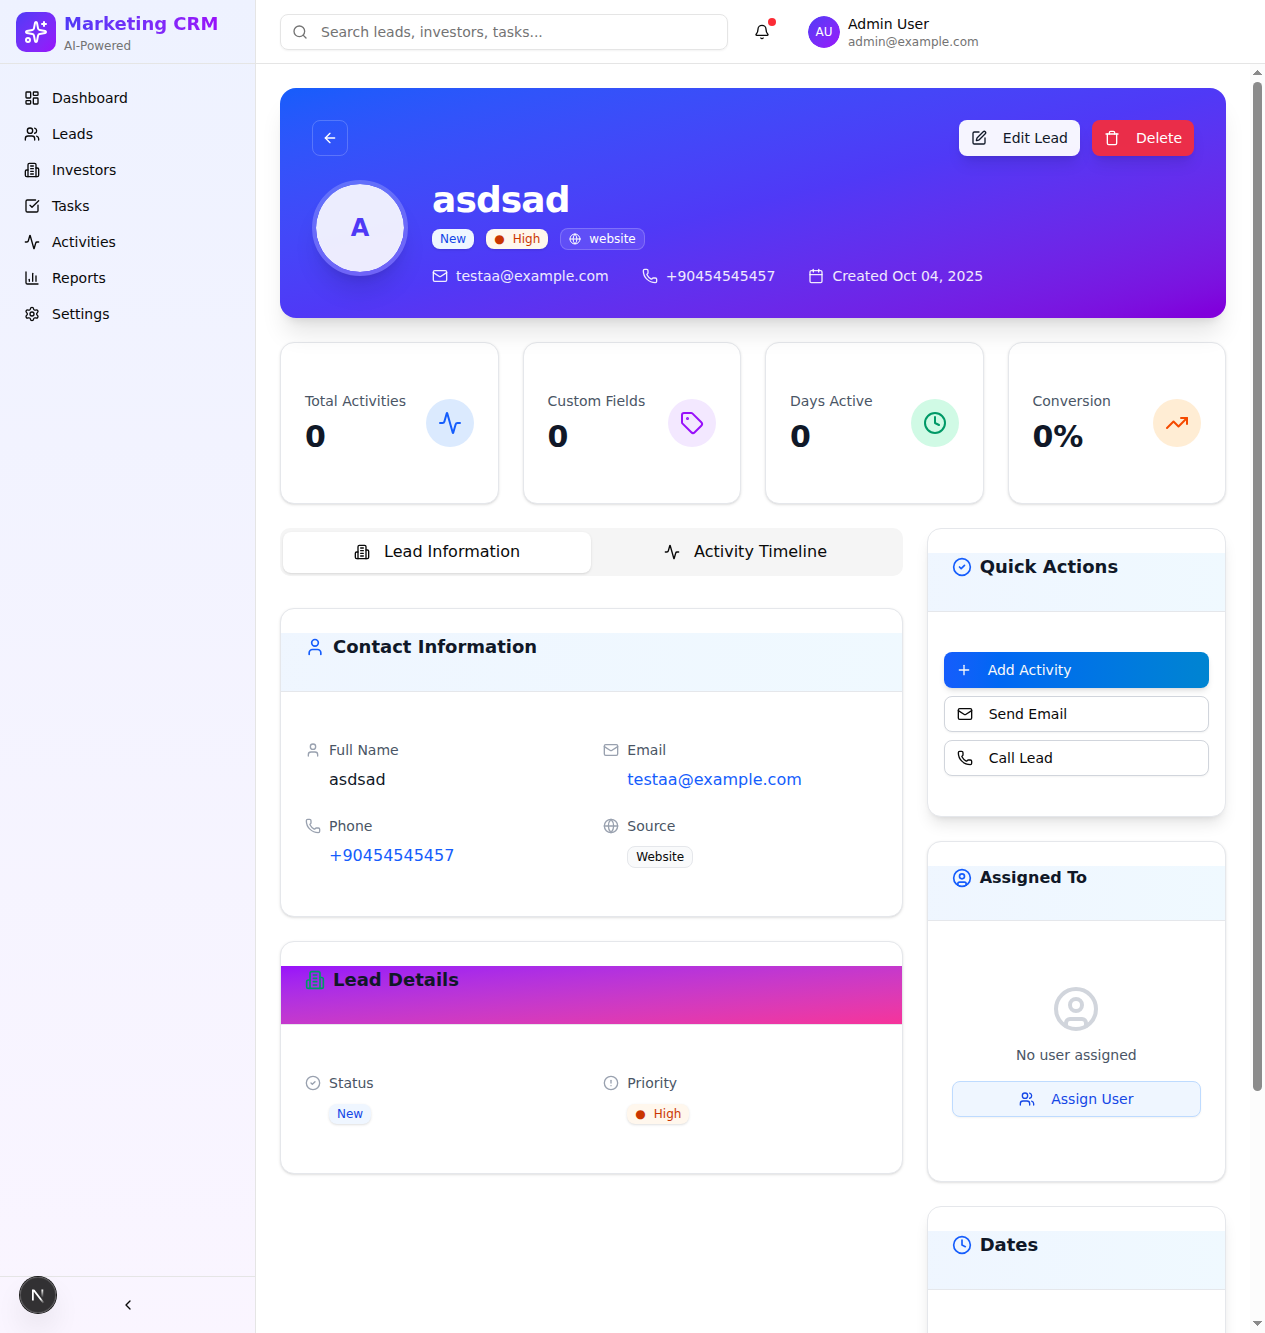 Marketing CRM
AI-Powered
Dashboard
Leads
Investors
Tasks
Activities
Reports
Settings
N
Search leads, investors, tasks...
AU
Admin User
admin@example.com
Edit Lead
Delete
A
asdsad
New
High
website
testaa@example.com
+90454545457
Created Oct 04, 2025
Total Activities
0
Custom Fields
0
Days Active
0
Conversion
0%
Lead Information
Activity Timeline
Contact Information
Full Name
asdsad
Email
testaa@example.com
Phone
+90454545457
Source
Website
Lead Details
Status
New
Priority
High
Quick Actions
Add Activity
Send Email
Call Lead
Assigned To
No user assigned
Assign User
Dates